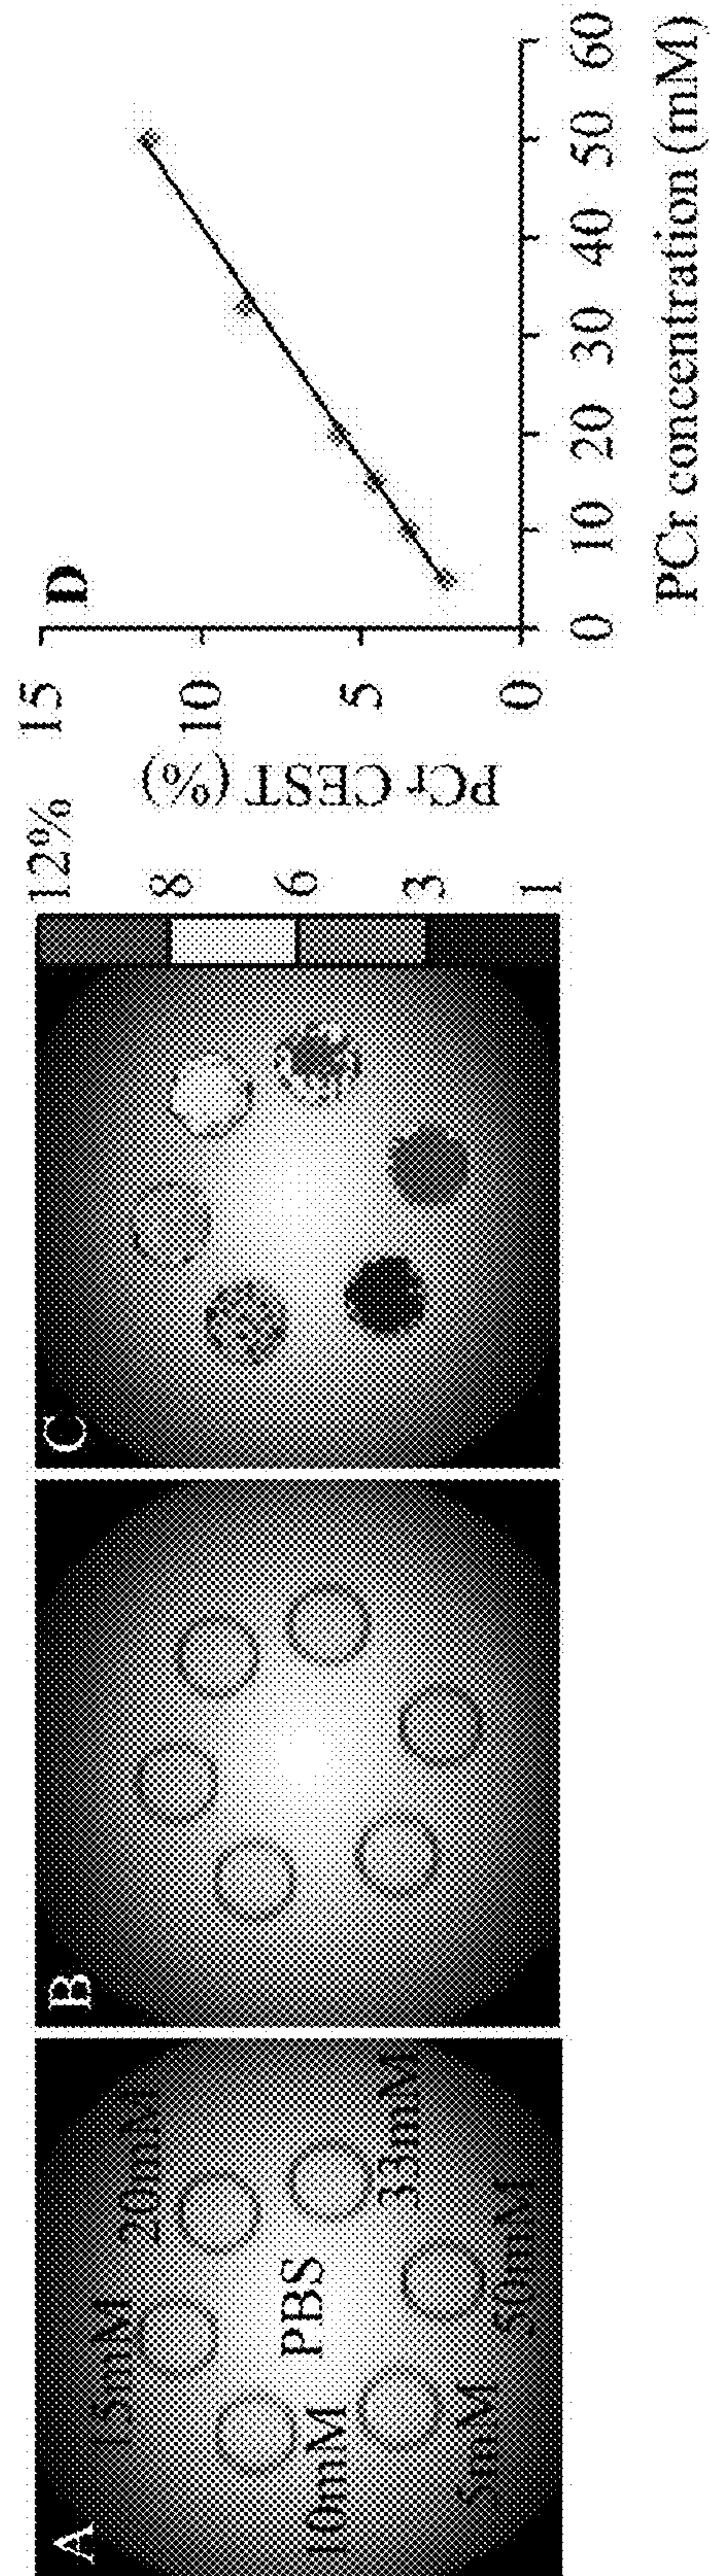 A
15mM
20mM
10mM
PBS
33mM
5mM
50mM
B
C
12%
8
6
3
1
D
PCr CEST (%)
15
10
5
0
0 10 20 30 40 50 60
PCr concentration (mM)